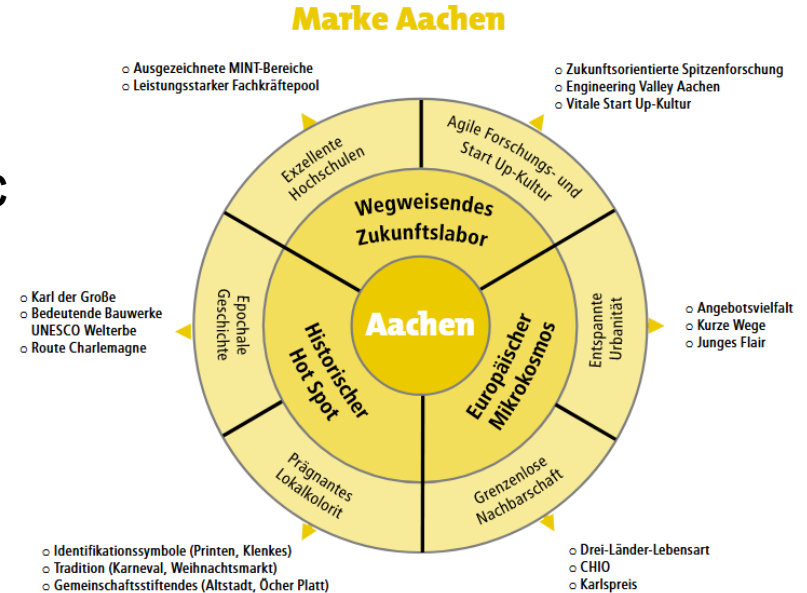 Marke Aachen
○ Ausgezeichnete MINT-Bereiche
○ Leistungsstarker Fachkräftepool
○ Zukunftsorientierte Spitzenforschung
○ Engineering Valley Aachen
○ Vitale Start Up-Kultur
Exzellente
Hochschulen
Agile Forschungs- und
Start Up-Kultur
Wegweisendes
Zukunftslabor
○ Karl der Große
○ Bedeutende Bauwerke
UNESCO Welterbe
○ Route Charlemagne
Epochale
Geschichte
Historischer
Hot Spot
Aachen
Europäischer
Mikrokosmos
Entspannte
Urbanität
○ Angebotsvielfalt
○ Kurze Wege
○ Junges Flair
Prägnantes
Lokalkolorit
Grenzenlose
Nachbarschaft
○ Identifikationssymbole (Printen, Klenkes)
○ Tradition (Karneval, Weihnachtsmarkt)
○ Gemeinschaftsstiftendes (Altstadt, Öcher Platt)
○ Drei-Länder-Lebensart
○ CHIO
○ Karlspreis